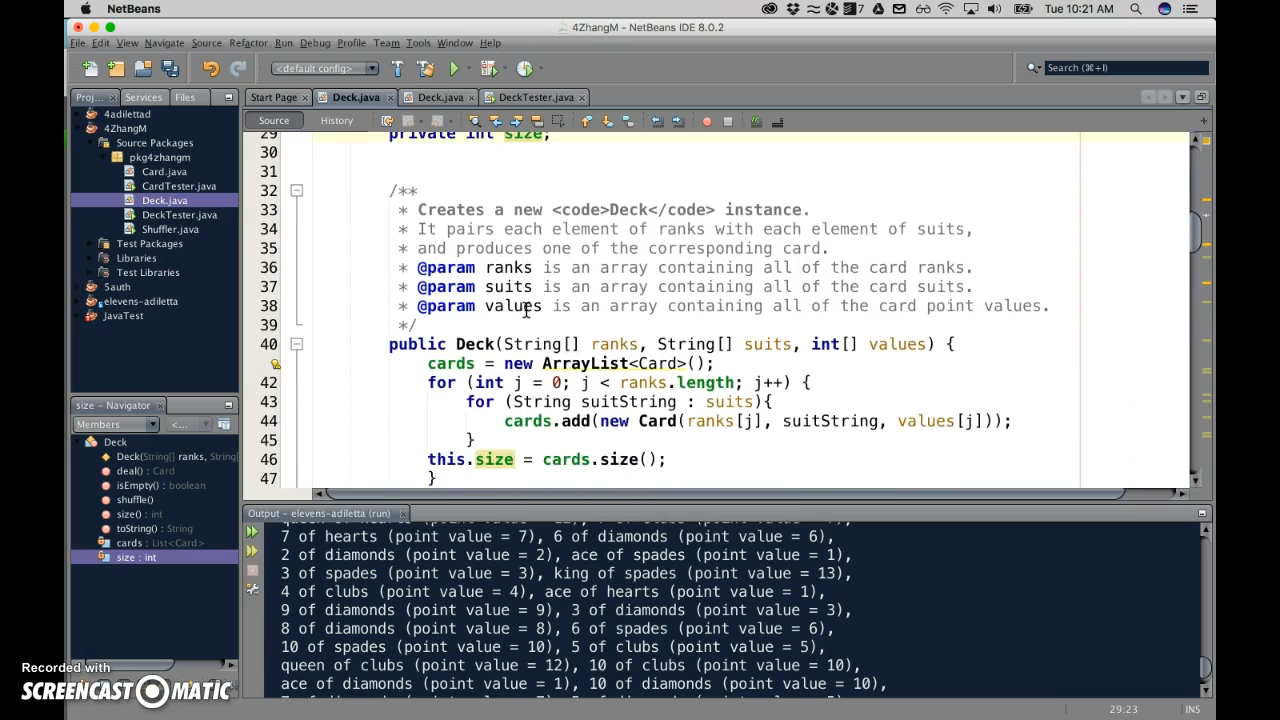 NetBeans
7
Tue 10:21 AM
4ZhangM - NetBeans IDE 8.0.2
File Edit View Navigate Source Refactor Run Debug Profile Team Tools Window Help
<default config>
Search (⌘+I)
Proj... Services Files
Start Page Deck.java Deck.java DeckTester.java
4adilettad
4ZhangM
Source Packages
pkg4zhangm
Card.java
CardTester.java
Deck.java
DeckTester.java
Shuffler.java
Test Packages
Libraries
Test Libraries
5auth
elevens-adiletta
JavaTest
Source History
29 private int size;
30
31
32 /**
33 * Creates a new <code>Deck</code> instance.
34 * It pairs each element of ranks with each element of suits,
35 * and produces one of the corresponding card.
36 * @param ranks is an array containing all of the card ranks.
37 * @param suits is an array containing all of the card suits.
38 * @param values is an array containing all of the card point values.
39 */
40 public Deck(String[] ranks, String[] suits, int[] values) {
cards = new ArrayList<Card>();
42 for (int j = 0; j < ranks.length; j++) {
43 for (String suitString : suits){
44 cards.add(new Card(ranks[j], suitString, values[j]));
45 }
46 this.size = cards.size();
47 }
size - Navigator
Members <...
Deck
Deck(String[] ranks, String[]
deal() : Card
isEmpty() : boolean
shuffle()
size() : int
toString() : String
cards : List<Card>
size : int
Output - elevens-adiletta (run)
7 of hearts (point value = 7), 6 of diamonds (point value = 6),
2 of diamonds (point value = 2), ace of spades (point value = 1),
3 of spades (point value = 3), king of spades (point value = 13),
4 of clubs (point value = 4), ace of hearts (point value = 1),
9 of diamonds (point value = 9), 3 of diamonds (point value = 3),
8 of diamonds (point value = 8), 6 of spades (point value = 6),
10 of spades (point value = 10), 5 of clubs (point value = 5),
queen of clubs (point value = 12), 10 of clubs (point value = 10),
ace of diamonds (point value = 1), 10 of diamonds (point value = 10),
29:23 INS
Recorded with
SCREENCAST-O-MATIC